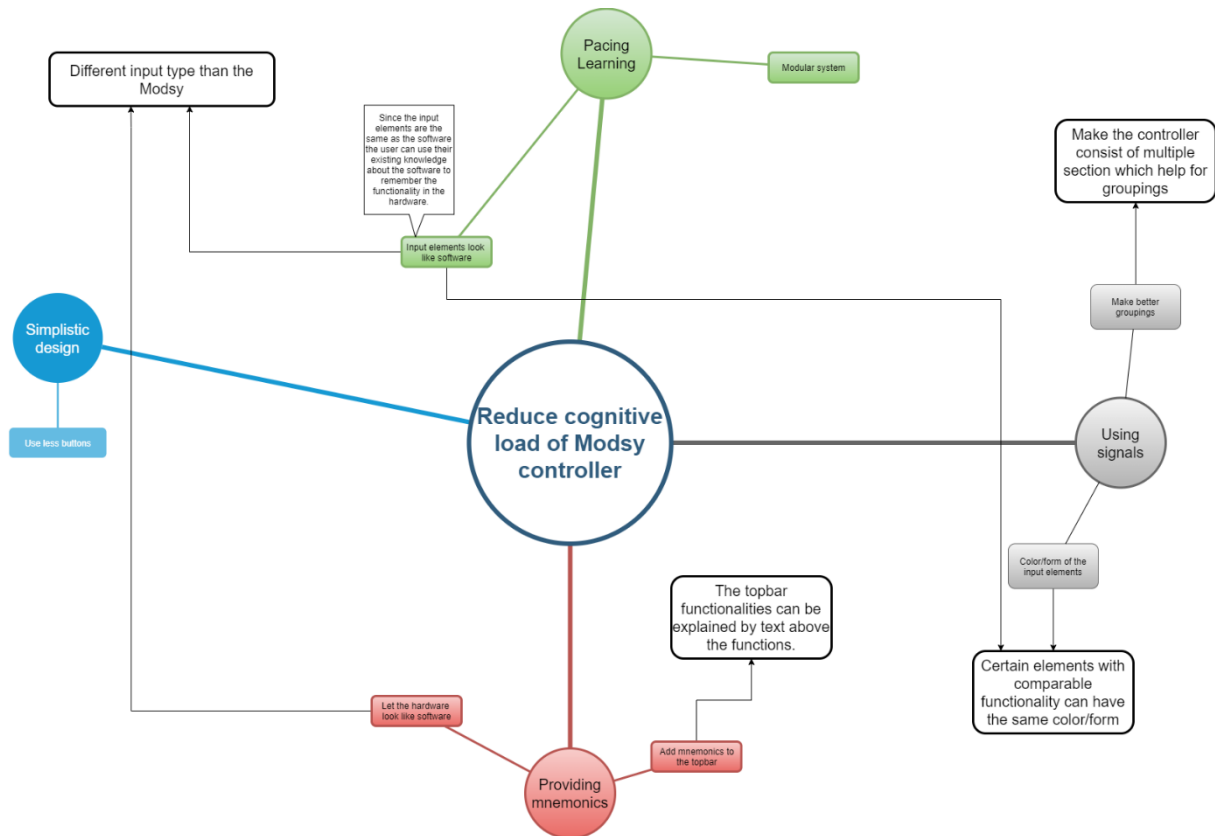 Pacing
Learning
Modular system
Different input type than the
Modsy
Since the input
elements are the
same as the software
the user can use their
existing knowledge
about the software to
remember the
functionality in the
hardware.
Make the controller
consist of multiple
section which help for
groupings
Input elements look
like software
Simplistic
design
Make better
groupings
Use less buttons
Reduce cognitive
load of Modsy
controller
Using
signals
Color/form of the
input elements
The topbar
functionalities can be
explained by text above
the functions.
Certain elements with
comparable
functionality can have
the same color/form
Let the hardware
look like software
Add mnemonics to
the topbar
Providing
mnemonics